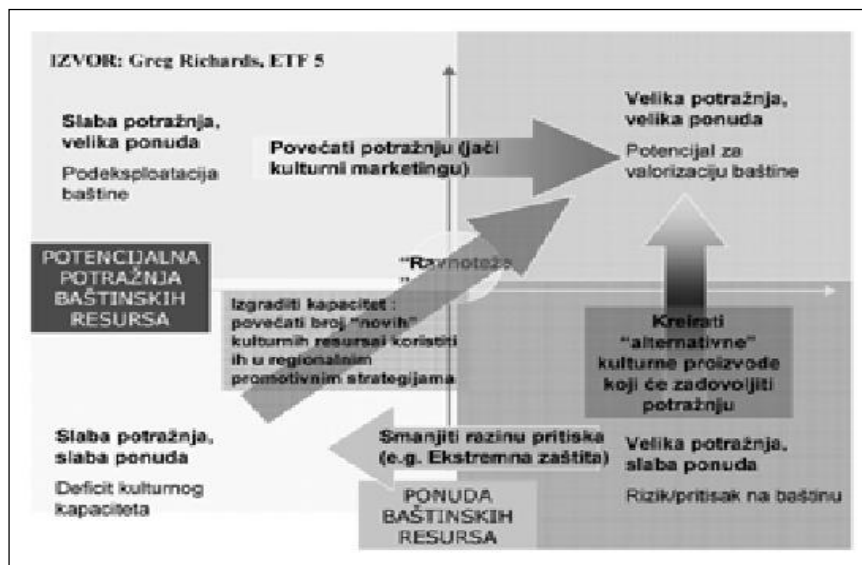 IZVOR: Greg Richards, ETF 5
Slaba potražnja,
velika ponuda
Podeksploatacija
baštine
Povećati potražnju (jači
kulturni marketingu)
Velika potražnja,
velika ponuda
Potencijal za
valorizaciju baštine
POTENCIJALNA
POTRAŽNJA
BAŠTINSKIH
RESURSA
"Ravnoteža
"
Izgraditi kapacitet :
povećati broj "novih"
kulturnih resursai koristiti
ih u regionalnim
promotivnim strategijama
Kreirati
"alternativne"
kulturne proizvode
koji će zadovoljiti
potražnju
Slaba potražnja,
slaba ponuda
Deficit kulturnog
kapaciteta
Smanjiti razinu pritiska
(e.g. Ekstremna zaštita)
Velika potražnja,
slaba ponuda
Rizik/pritisak na baštinu
PONUDA
BAŠTINSKIH
RESURSA